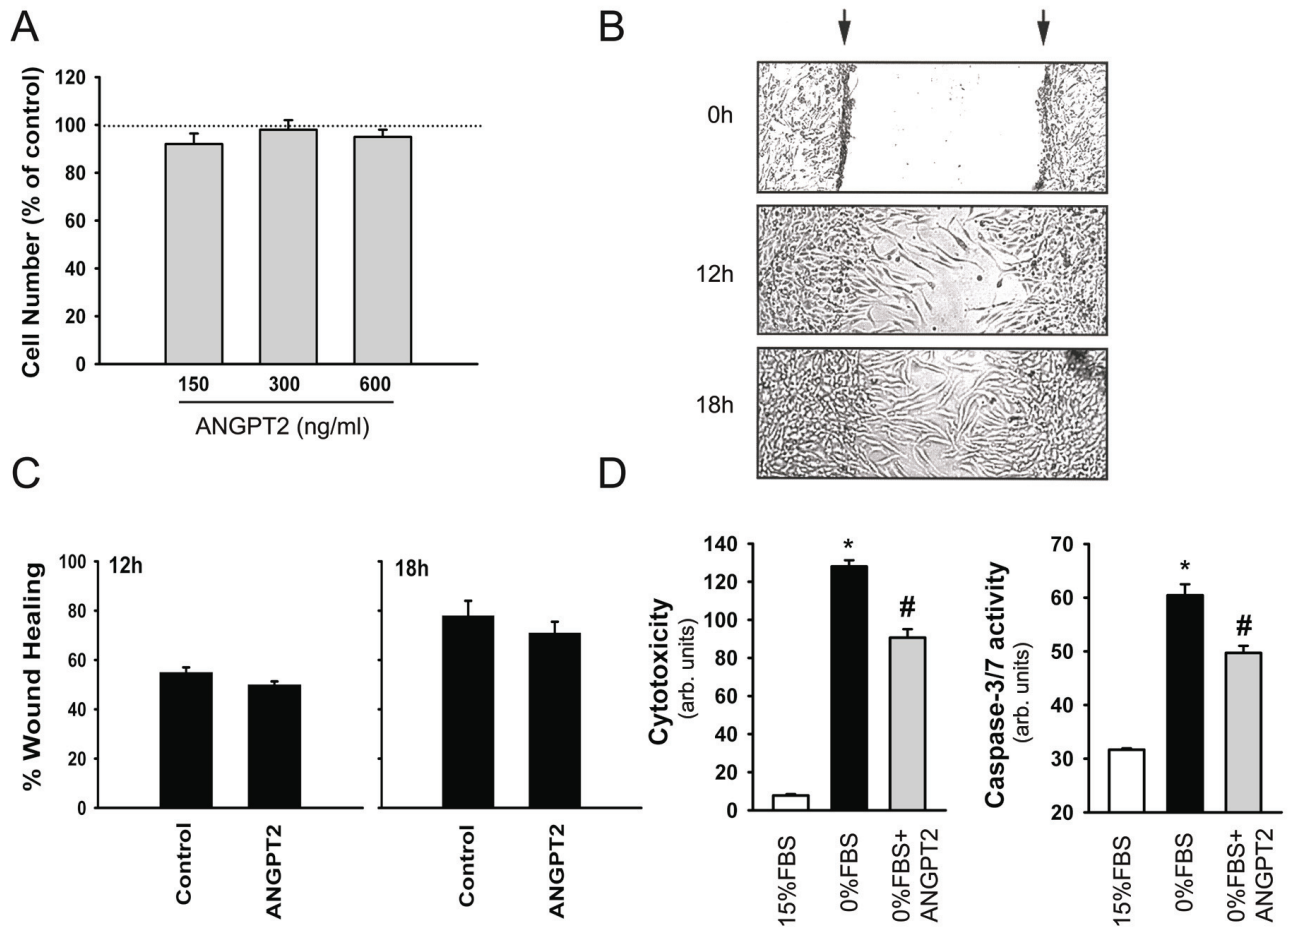 A
Cell Number (% of control)
120
100
80
60
40
20
0
150 300 600
ANGPT2 (ng/ml)
B
0h
12h
18h
C
% Wound Healing
100
80
60
40
20
0
12h
Control
ANGPT2
18h
Control
ANGPT2
D
Cytotoxicity
(arb. units)
140
120
100
80
60
40
20
0
*
#
15%FBS
0%FBS
0%FBS+
ANGPT2
Caspase-3/7 activity
(arb. units)
70
60
50
40
30
20
*
#
15%FBS
0%FBS
0%FBS+
ANGPT2